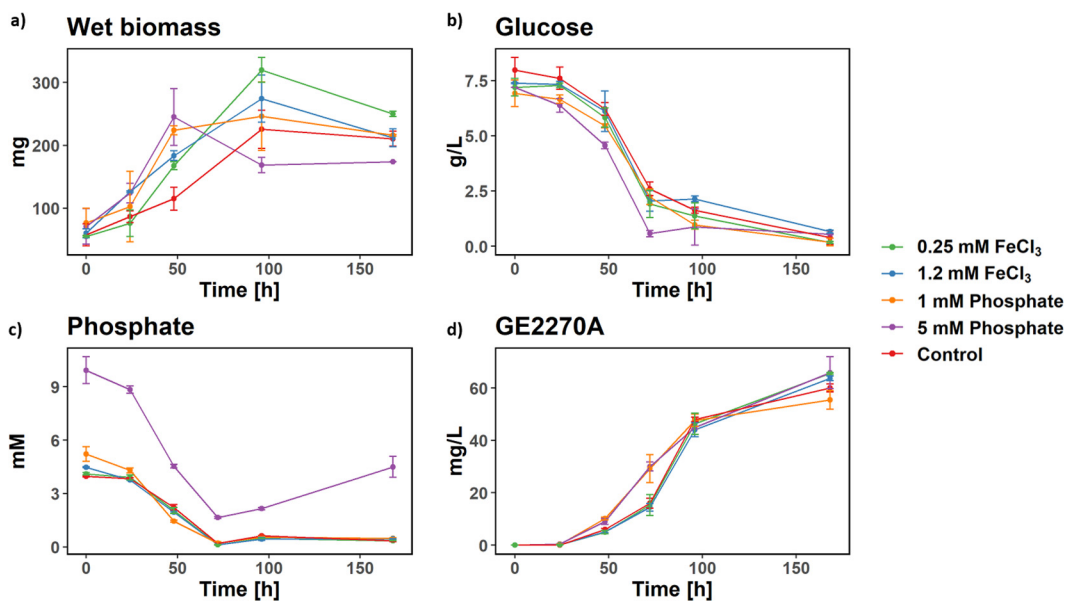 a) Wet biomass
300
200
100
mg
0 50 100 150
Time [h]
b) Glucose
7.5
5.0
2.5
0.0
g/L
0 50 100 150
Time [h]
c) Phosphate
9
6
3
0
mM
0 50 100 150
Time [h]
d) GE2270A
60
40
20
0
mg/L
0 50 100 150
Time [h]
0.25 mM FeCl₃
1.2 mM FeCl₃
1 mM Phosphate
5 mM Phosphate
Control